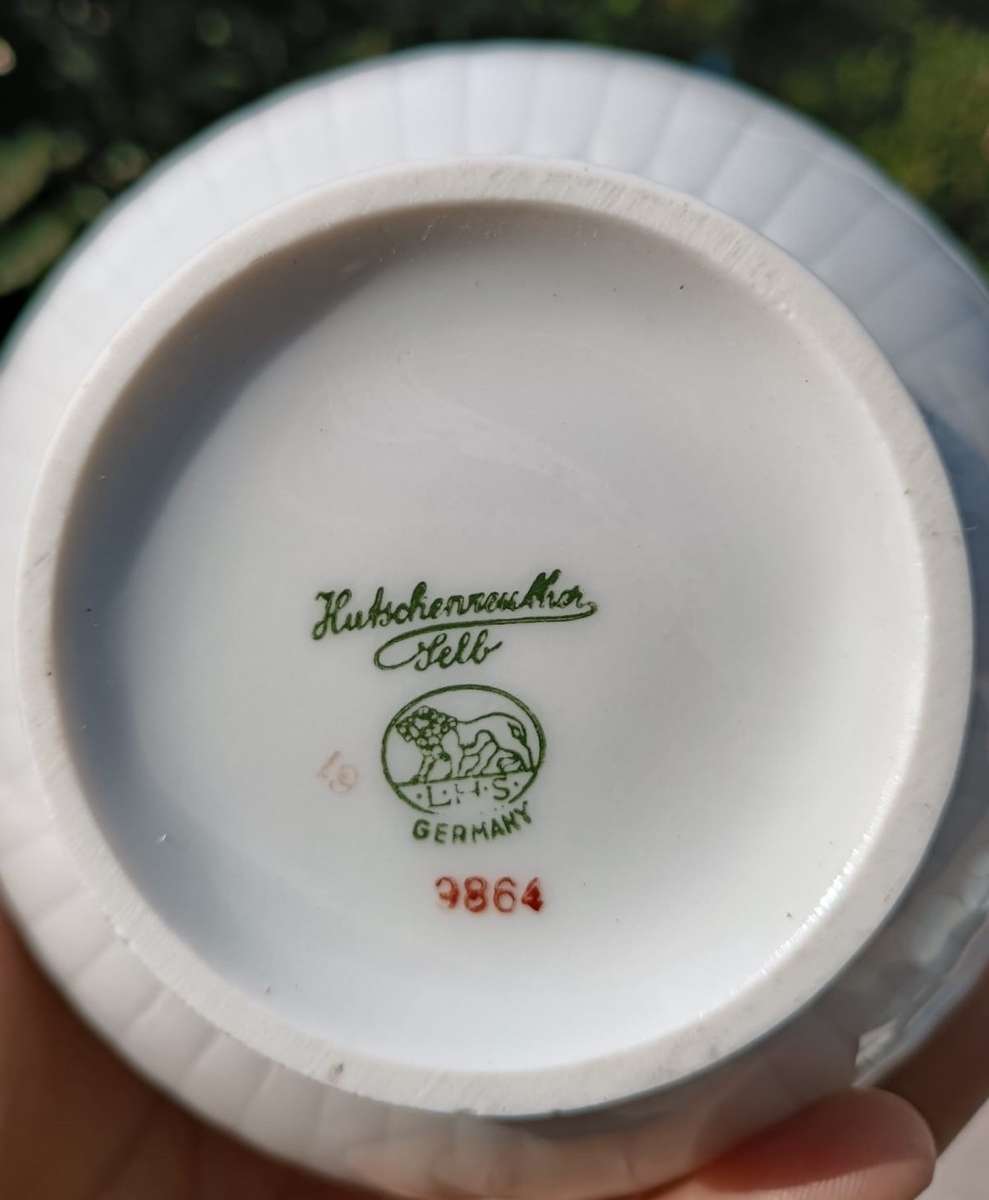 Hutschenreuther
Selb
L·H·S·
GERMANY
9864